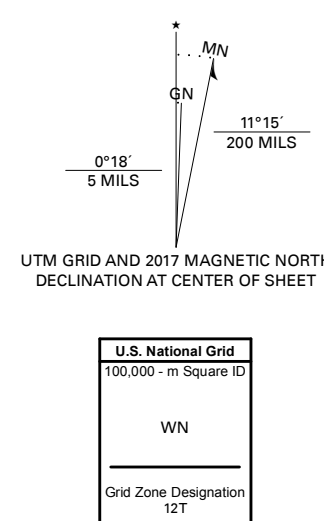 ★
MN
GN
11°15´
200 MILS
0°18´
5 MILS
UTM GRID AND 2017 MAGNETIC NORTH
DECLINATION AT CENTER OF SHEET
U.S. National Grid
100,000 - m Square ID
WN
Grid Zone Designation
12T